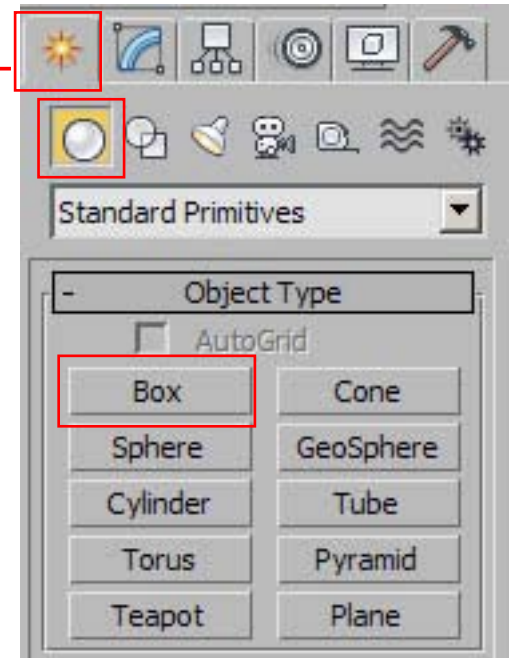 Standard Primitives
- Object Type
AutoGrid
Box Cone
Sphere GeoSphere
Cylinder Tube
Torus Pyramid
Teapot Plane